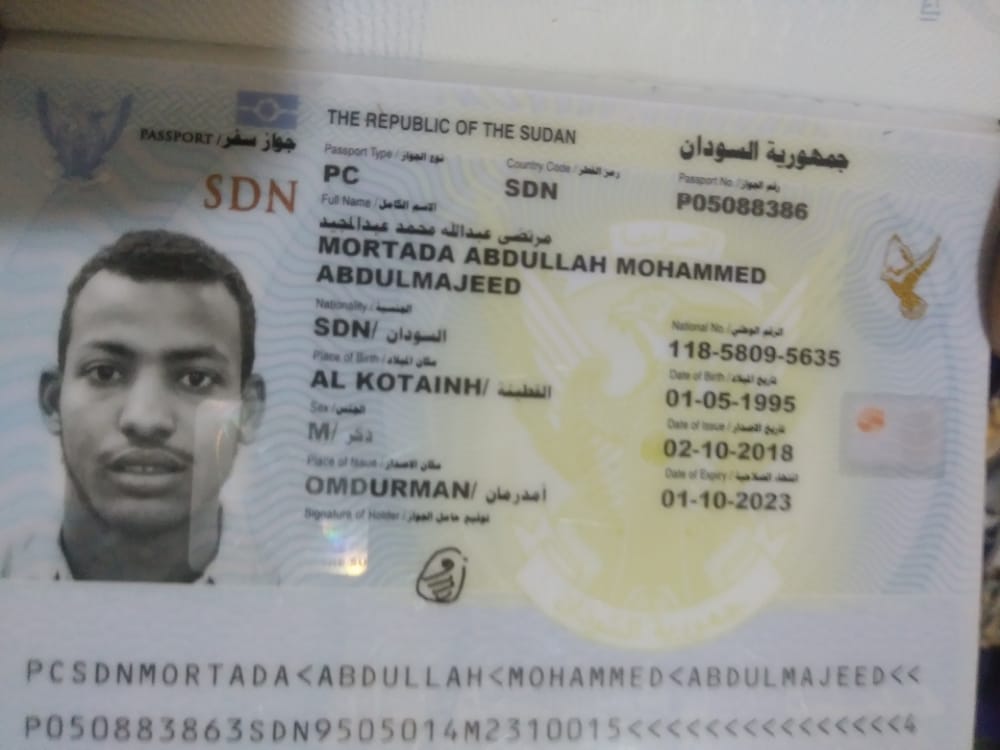 THE REPUBLIC OF THE SUDAN
جمهورية السودان
PASSPORT / جواز سفر
SDN
Passport Type / نوع الجواز
PC
Country Code / رمز القطر
SDN
Passport No. / رقم الجواز
P05088386
Full Name / الاسم الكامل
مرتضى عبدالله محمد عبدالمجيد
MORTADA ABDULLAH MOHAMMED
ABDULMAJEED
Nationality / الجنسية
SDN/ السودان
National No. / الرقم الوطني
118-5809-5635
Place of Birth / مكان الميلاد
AL KOTAINH/ القطينة
Date of Birth / تاريخ الميلاد
01-05-1995
Sex / الجنس
M/ ذكر
Date of Issue / تاريخ الاصدار
02-10-2018
Place of Issue / مكان الاصدار
OMDURMAN/ أمدرمان
Date of Expiry /
01-10-2023
Signature of Holder / توقيع حامل الجواز
PCSDNMORTADA<ABDULLAH<MOHAMMED<ABDULMAJEED<<
P050883863SDN9505014M2310015<<<<<<<<<<<<<<<4